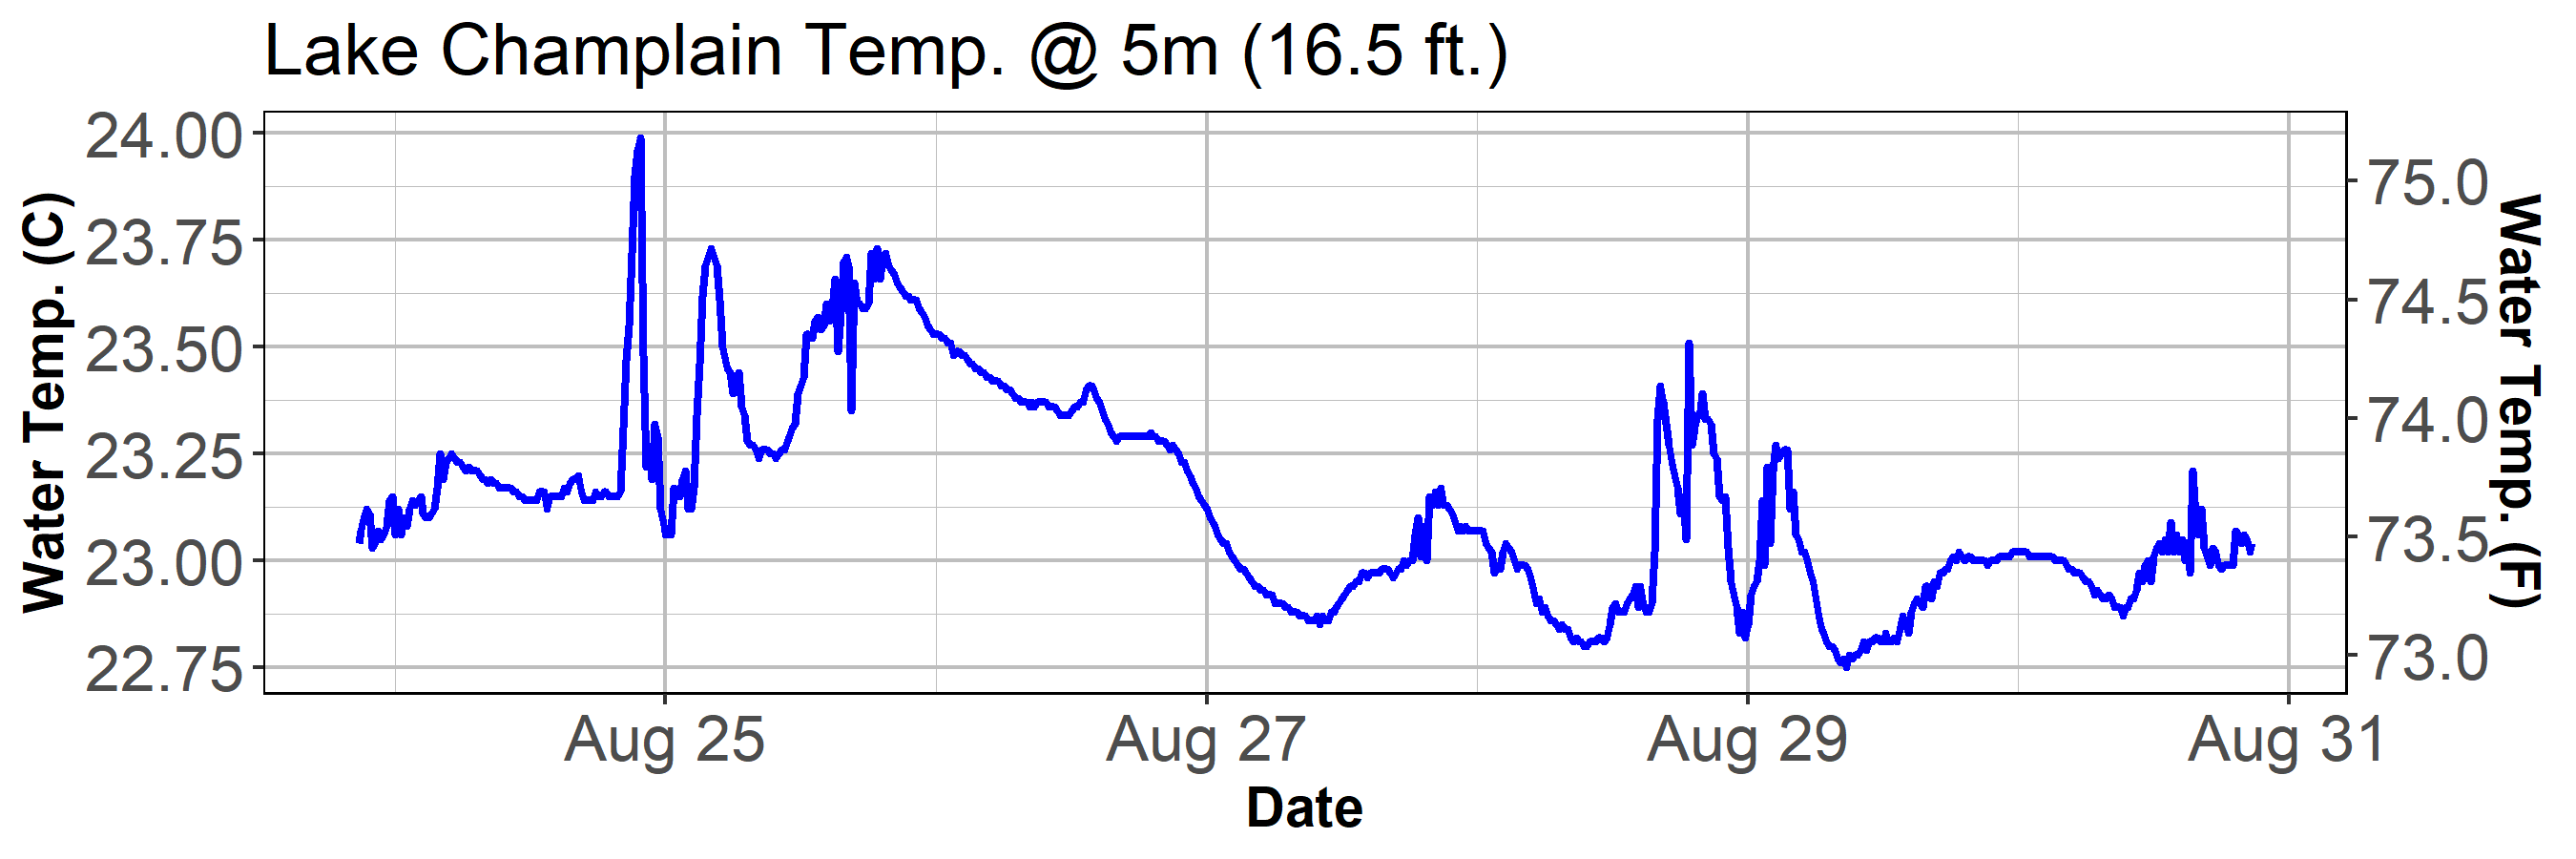 Lake Champlain Temp. @ 5m (16.5 ft.)
Water Temp. (C)
24.00
23.75
23.50
23.25
23.00
22.75
75.0
74.5
74.0
73.5
73.0
Water Temp. (F)
Aug 25 Aug 27 Aug 29 Aug 31
Date